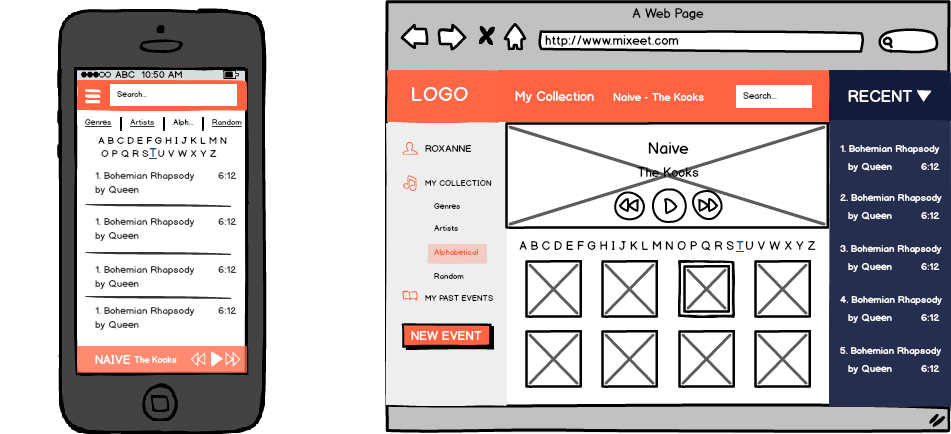 ABC 10:50 AM
Search...
Genres Artists Alph... Random
A B C D E F G H I J K L M N
O P Q R S T U V W X Y Z
1. Bohemian Rhapsody 6:12
by Queen
1. Bohemian Rhapsody 6:12
by Queen
1. Bohemian Rhapsody 6:12
by Queen
1. Bohemian Rhapsody 6:12
by Queen
NAIVE The Kooks
A Web Page
http://www.mixeet.com
LOGO My Collection Naive - The Kooks Search... RECENT
ROXANNE
MY COLLECTION
Genres
Artists
Alphabetical
Random
MY PAST EVENTS
NEW EVENT
Naive
The Kooks
A B C D E F G H I J K L M N O P Q R S T U V W X Y Z
1. Bohemian Rhapsody
by Queen 6:12
2. Bohemian Rhapsody
by Queen 6:12
3. Bohemian Rhapsody
by Queen 6:12
4. Bohemian Rhapsody
by Queen 6:12
5. Bohemian Rhapsody
by Queen 6:12